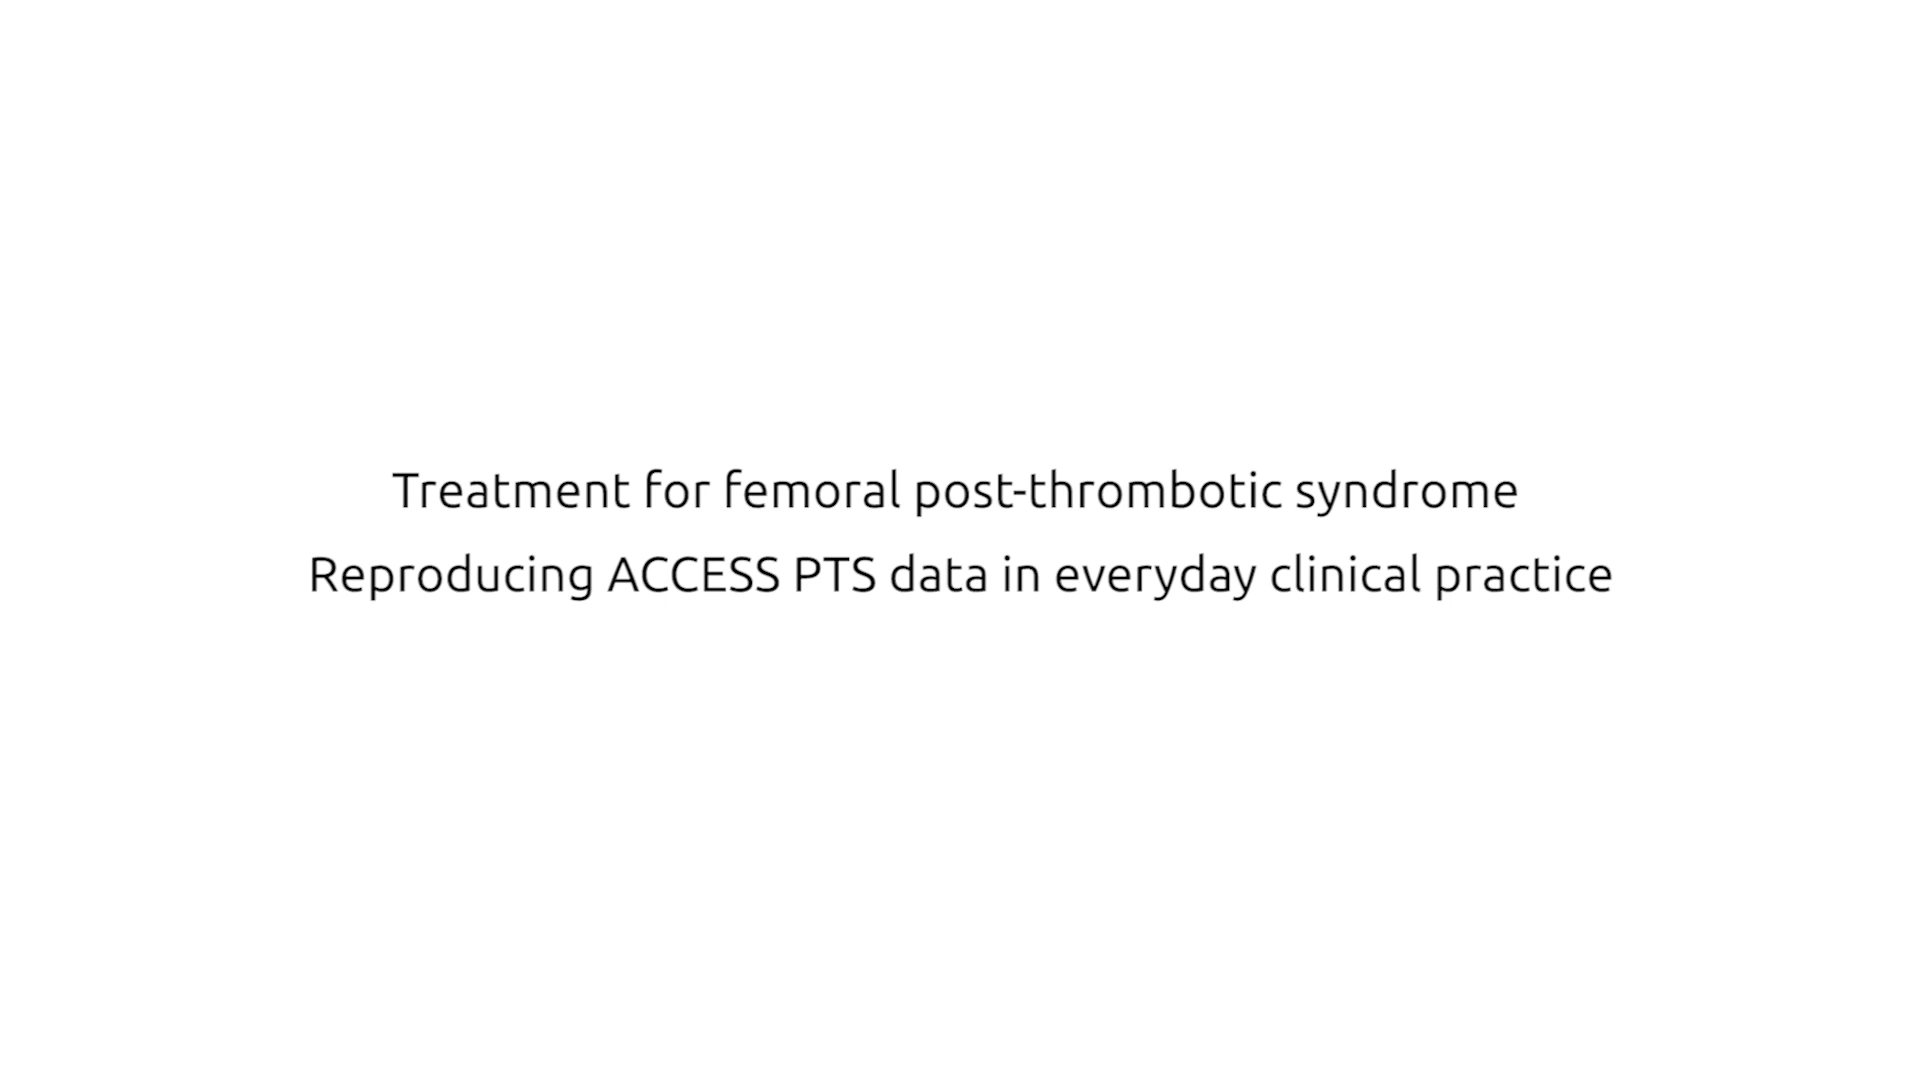 Treatment for femoral post-thrombotic syndrome
Reproducing ACCESS PTS data in everyday clinical practice